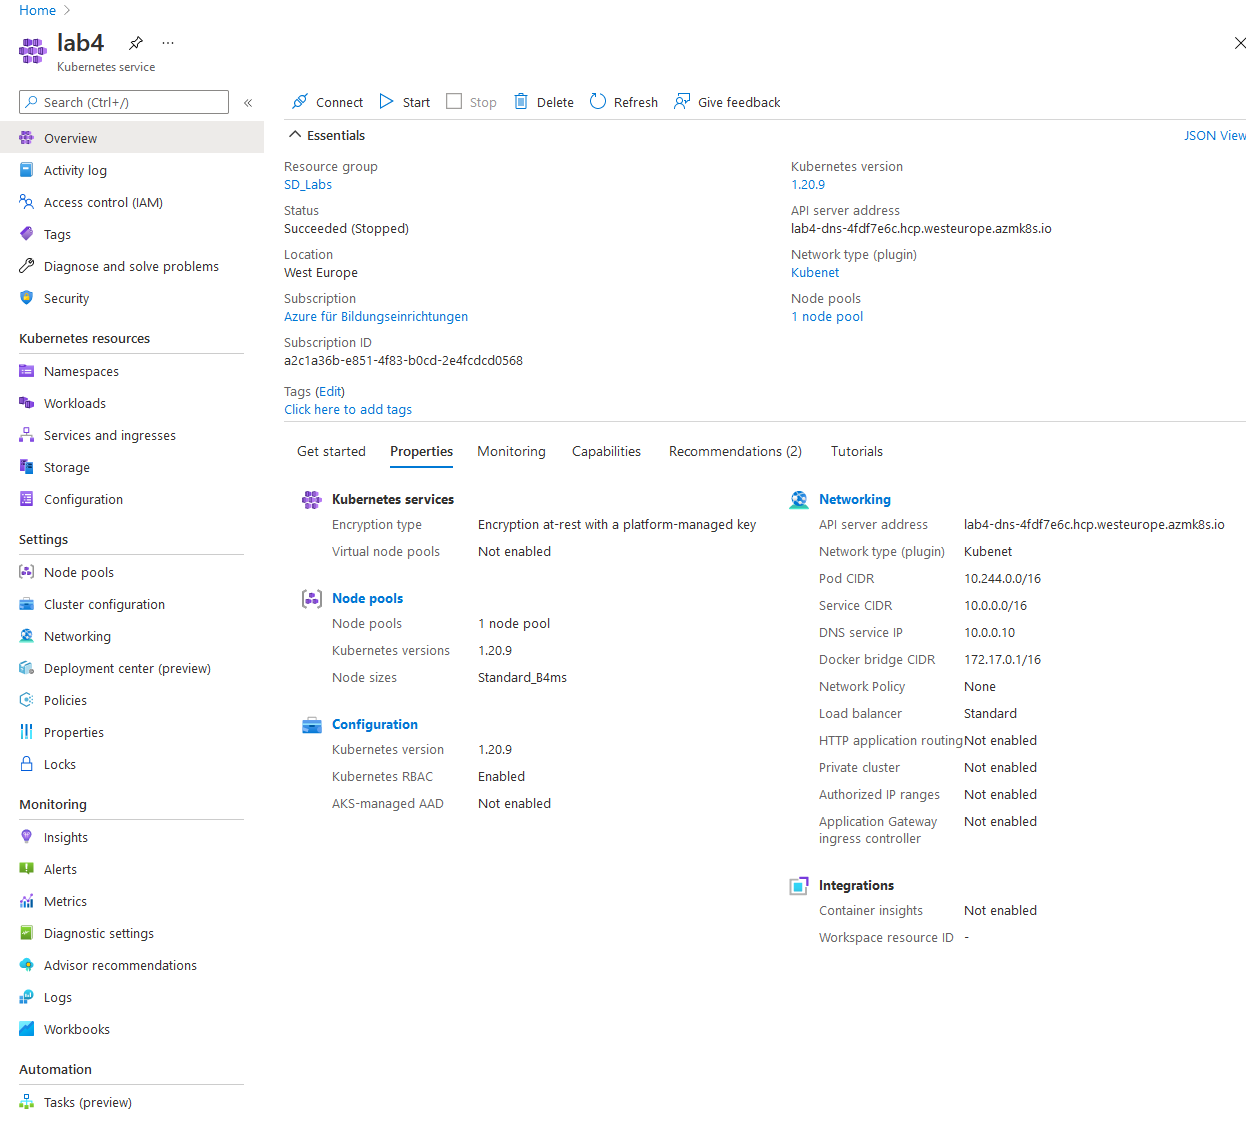 Home
lab4
Kubernetes service
Search (Ctrl+/)
Overview
Activity log
Access control (IAM)
Tags
Diagnose and solve problems
Security
Kubernetes resources
Namespaces
Workloads
Services and ingresses
Storage
Configuration
Settings
Node pools
Cluster configuration
Networking
Deployment center (preview)
Policies
Properties
Locks
Monitoring
Insights
Alerts
Metrics
Diagnostic settings
Advisor recommendations
Logs
Workbooks
Automation
Tasks (preview)
Connect Start Stop Delete Refresh Give feedback
Essentials
JSON View
Resource group
SD_Labs
Status
Succeeded (Stopped)
Location
West Europe
Subscription
Azure für Bildungseinrichtungen
Subscription ID
a2c1a36b-e851-4f83-b0cd-2e4fcdcd0568
Tags (Edit)
Click here to add tags
Kubernetes version
1.20.9
API server address
lab4-dns-4fdf7e6c.hcp.westeurope.azmk8s.io
Network type (plugin)
Kubenet
Node pools
1 node pool
Get started Properties Monitoring Capabilities Recommendations (2) Tutorials
Kubernetes services
Encryption type Encryption at-rest with a platform-managed key
Virtual node pools Not enabled
Node pools
Node pools 1 node pool
Kubernetes versions 1.20.9
Node sizes Standard_B4ms
Configuration
Kubernetes version 1.20.9
Kubernetes RBAC Enabled
AKS-managed AAD Not enabled
Networking
API server address lab4-dns-4fdf7e6c.hcp.westeurope.azmk8s.io
Network type (plugin) Kubenet
Pod CIDR 10.244.0.0/16
Service CIDR 10.0.0.0/16
DNS service IP 10.0.0.10
Docker bridge CIDR 172.17.0.1/16
Network Policy None
Load balancer Standard
HTTP application routing Not enabled
Private cluster Not enabled
Authorized IP ranges Not enabled
Application Gateway Not enabled
ingress controller
Integrations
Container insights Not enabled
Workspace resource ID -